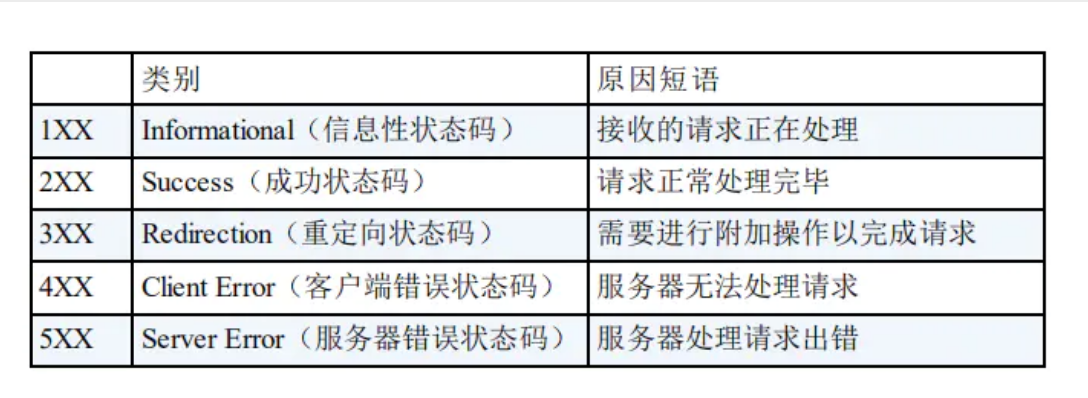 类别 原因短语
1XX Informational（信息性状态码） 接收的请求正在处理
2XX Success（成功状态码） 请求正常处理完毕
3XX Redirection（重定向状态码） 需要进行附加操作以完成请求
4XX Client Error（客户端错误状态码） 服务器无法处理请求
5XX Server Error（服务器错误状态码） 服务器处理请求出错